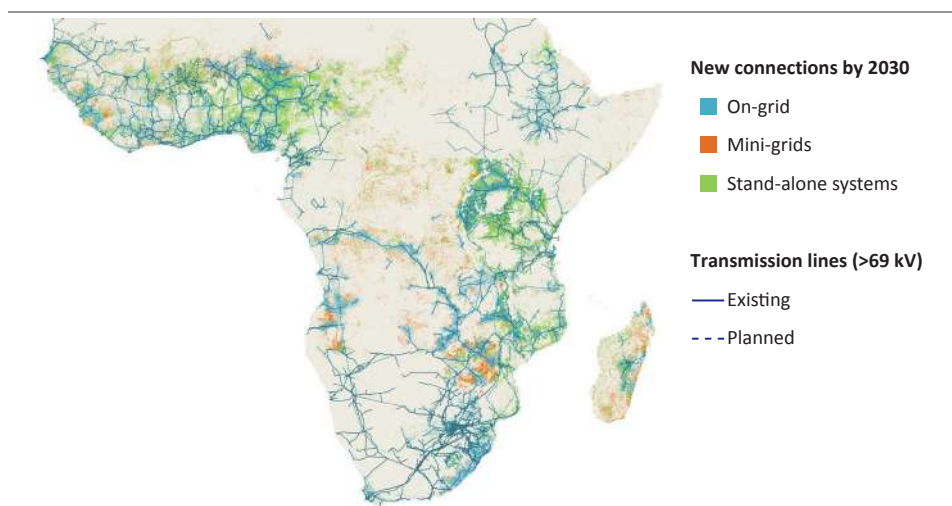 New connections by 2030
On-grid
Mini-grids
Stand-alone systems
Transmission lines (>69 kV)
Existing
Planned